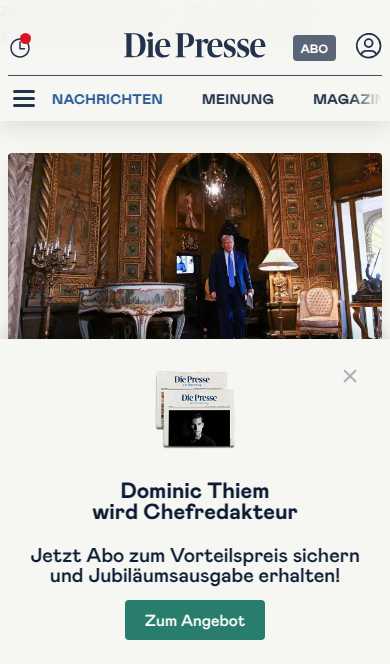 Die Presse
ABO
NACHRICHTEN MEINUNG MAGAZIN
Die Presse
Die Presse
Dominic Thiem
wird Chefredakteur
Jetzt Abo zum Vorteilspreis sichern
und Jubiläumsausgabe erhalten!
Zum Angebot